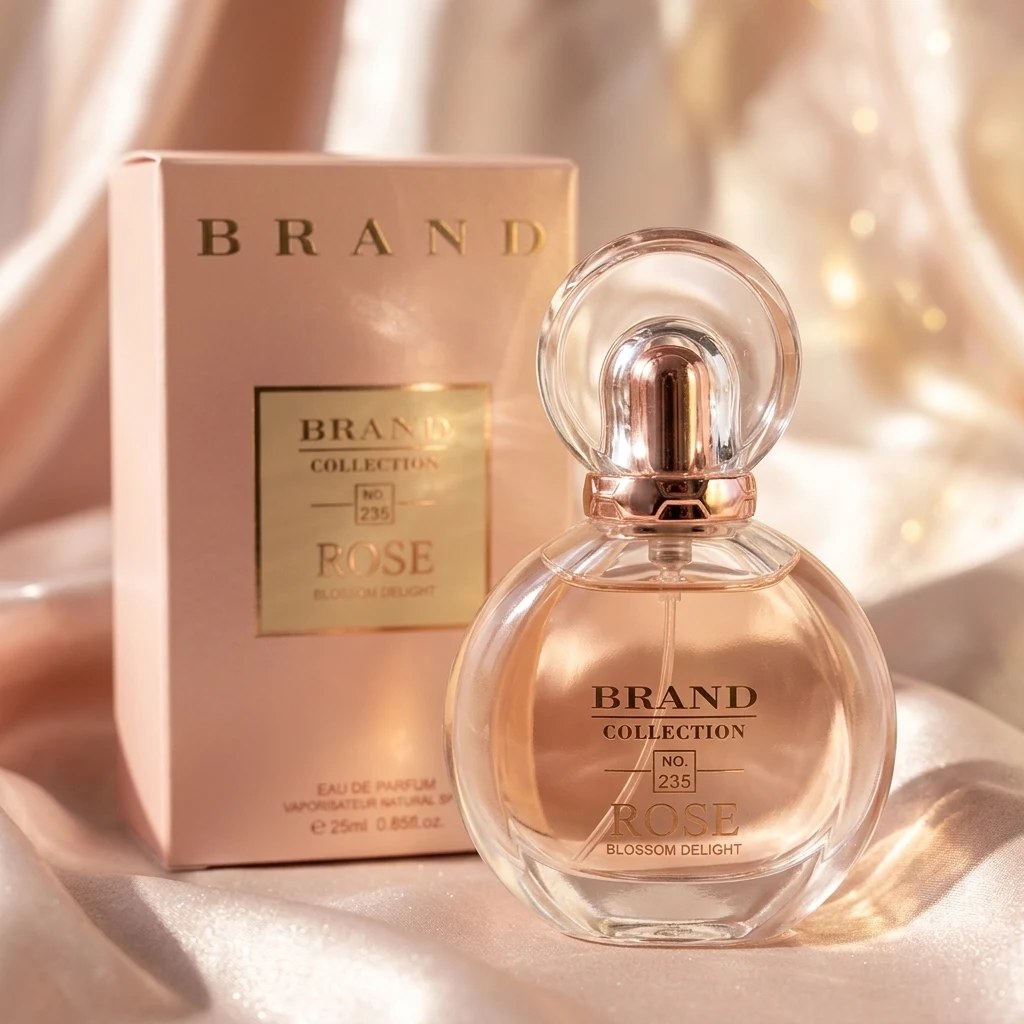 BRAND
BRAND
COLLECTION
NO.
235
ROSE
BLOSSOM DELIGHT
EAU DE PARFUM
VAPORISATEUR NATURAL
℮ 25ml 0.85fl.oz.
BRAND
COLLECTION
NO.
235
ROSE
BLOSSOM DELIGHT